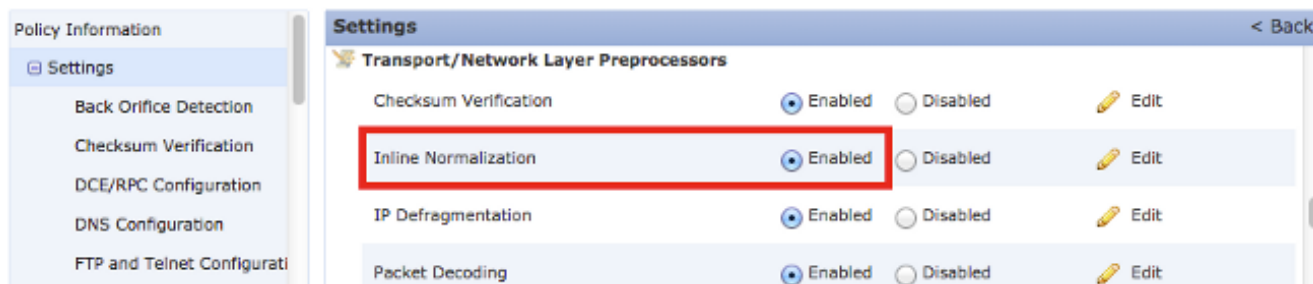 Policy Information
Settings
Back Orifice Detection
Checksum Verification
DCE/RPC Configuration
DNS Configuration
FTP and Telnet Configurati
Settings < Back
Transport/Network Layer Preprocessors
Checksum Verification Enabled Disabled Edit
Inline Normalization Enabled Disabled Edit
IP Defragmentation Enabled Disabled Edit
Packet Decoding Enabled Disabled Edit